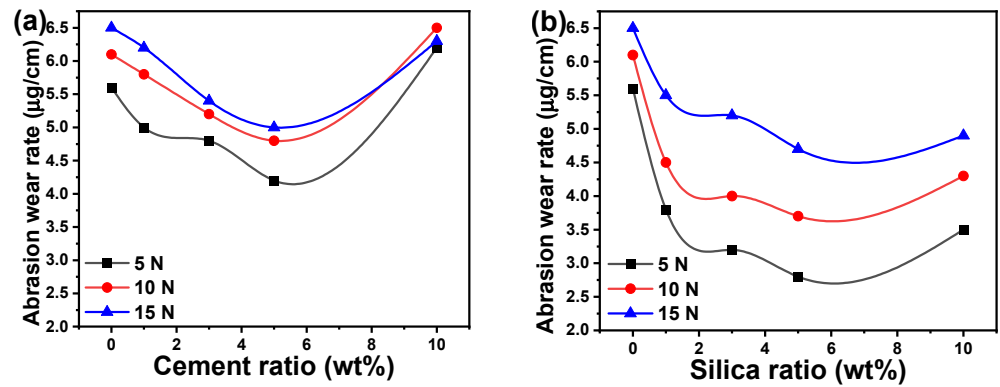 (a)
Abrasion wear rate (µg/cm)
6.5
6.0
5.5
5.0
4.5
4.0
3.5
3.0
2.5
2.0
5 N
10 N
15 N
0 2 4 6 8 10
Cement ratio (wt%)
(b)
Abrasion wear rate (µg/cm)
6.5
6.0
5.5
5.0
4.5
4.0
3.5
3.0
2.5
2.0
5 N
10 N
15 N
0 2 4 6 8 10
Silica ratio (wt%)